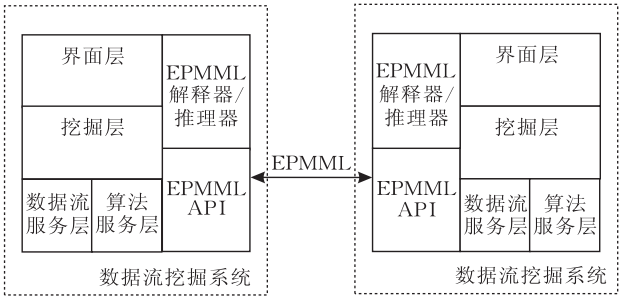 界面层
EPMML
解释器/
推理器
挖掘层
数据流
服务层
算法
服务层
EPMML
API
数据流挖掘系统
EPMML
EPMML
解释器/
推理器
界面层
挖掘层
EPMML
API
数据流
服务层
算法
服务层
数据流挖掘系统